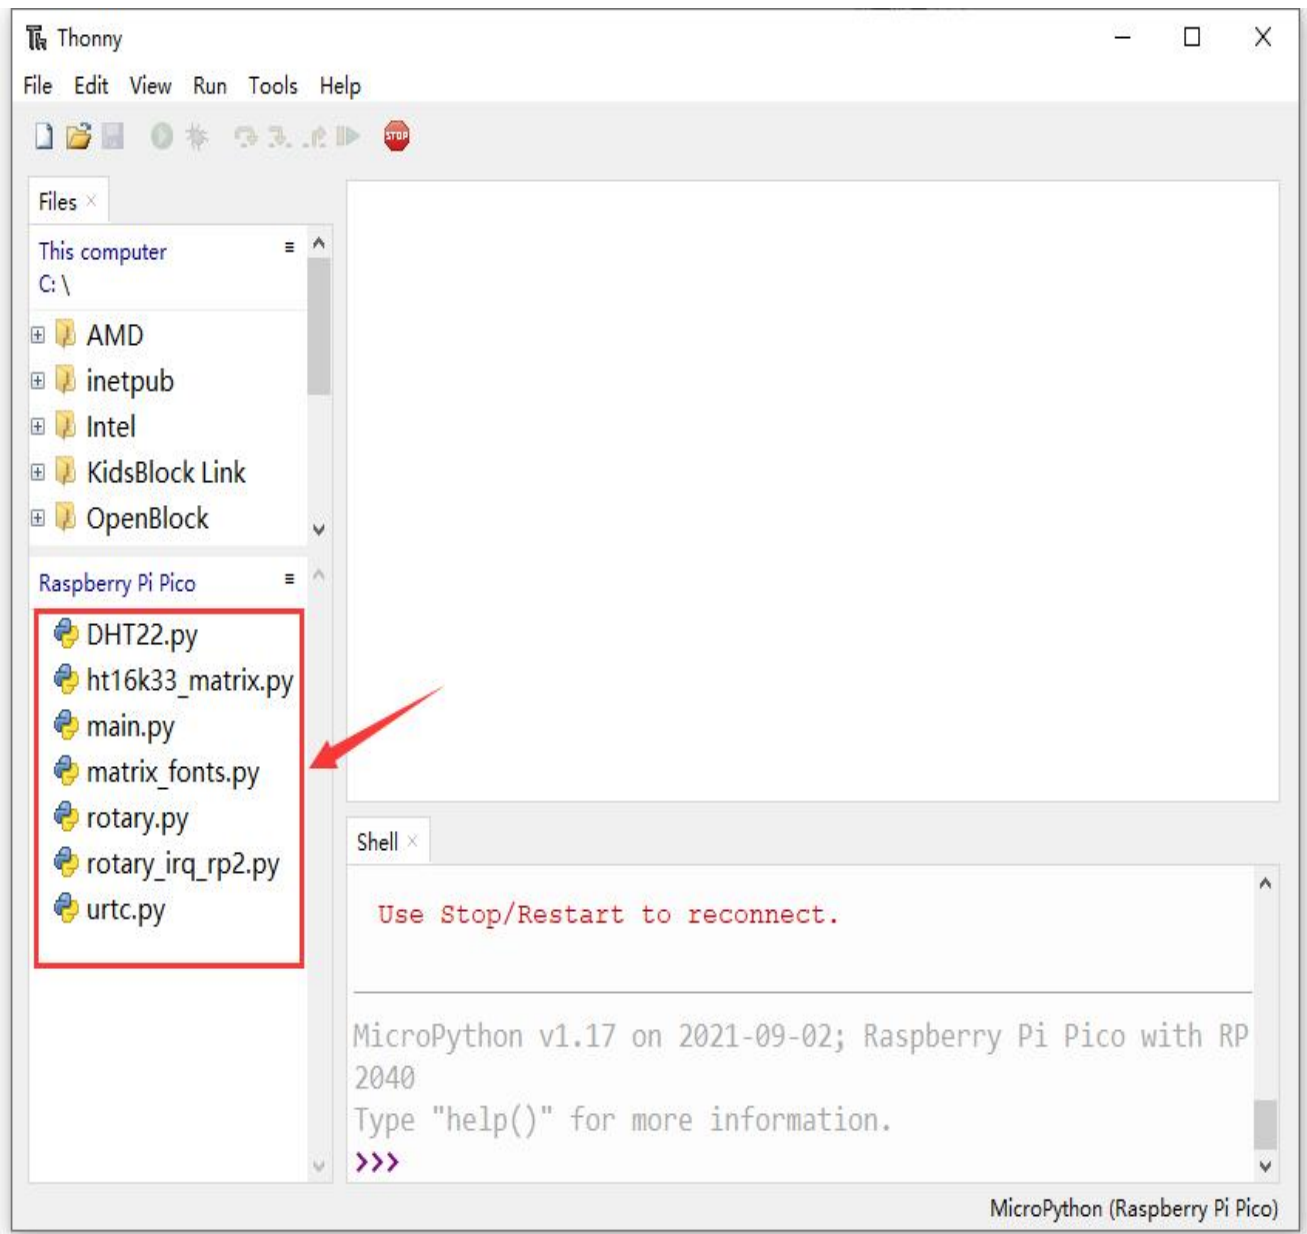 Thonny
File Edit View Run Tools Help
STOP
Files
This computer
C: \
AMD
inetpub
Intel
KidsBlock Link
OpenBlock
Raspberry Pi Pico
DHT22.py
ht16k33_matrix.py
main.py
matrix_fonts.py
rotary.py
rotary_irq_rp2.py
urtc.py
Shell
Use Stop/Restart to reconnect.
MicroPython v1.17 on 2021-09-02; Raspberry Pi Pico with RP
2040
Type "help()" for more information.
>>>
MicroPython (Raspberry Pi Pico)